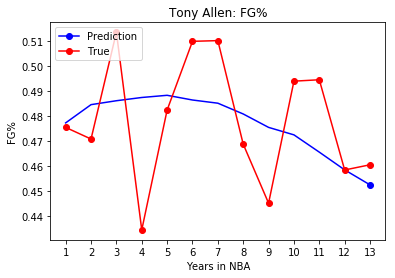 Tony Allen: FG%
Prediction
True
0.51
0.50
0.49
0.48
0.47
0.46
0.45
0.44
FG%
1 2 3 4 5 6 7 8 9 10 11 12 13
Years in NBA